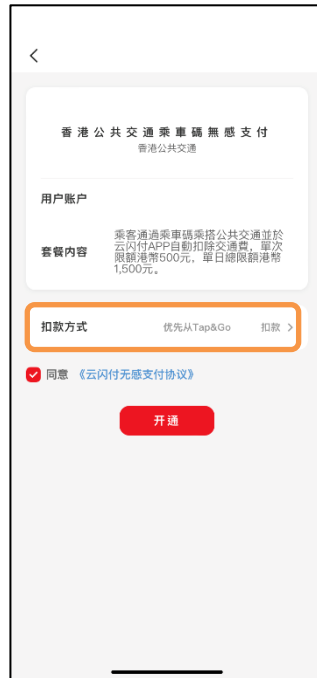 香港公共交通乘車碼無感支付
香港公共交通
用户账户
套餐内容
乘客通過乘車碼乘搭公共交通並於
云闪付APP自動扣除交通費，單次
限額港幣500元，單日總限額港幣
1,500元。
扣款方式 优先从Tap&Go 扣款 >
同意 《云闪付无感支付协议》
开通